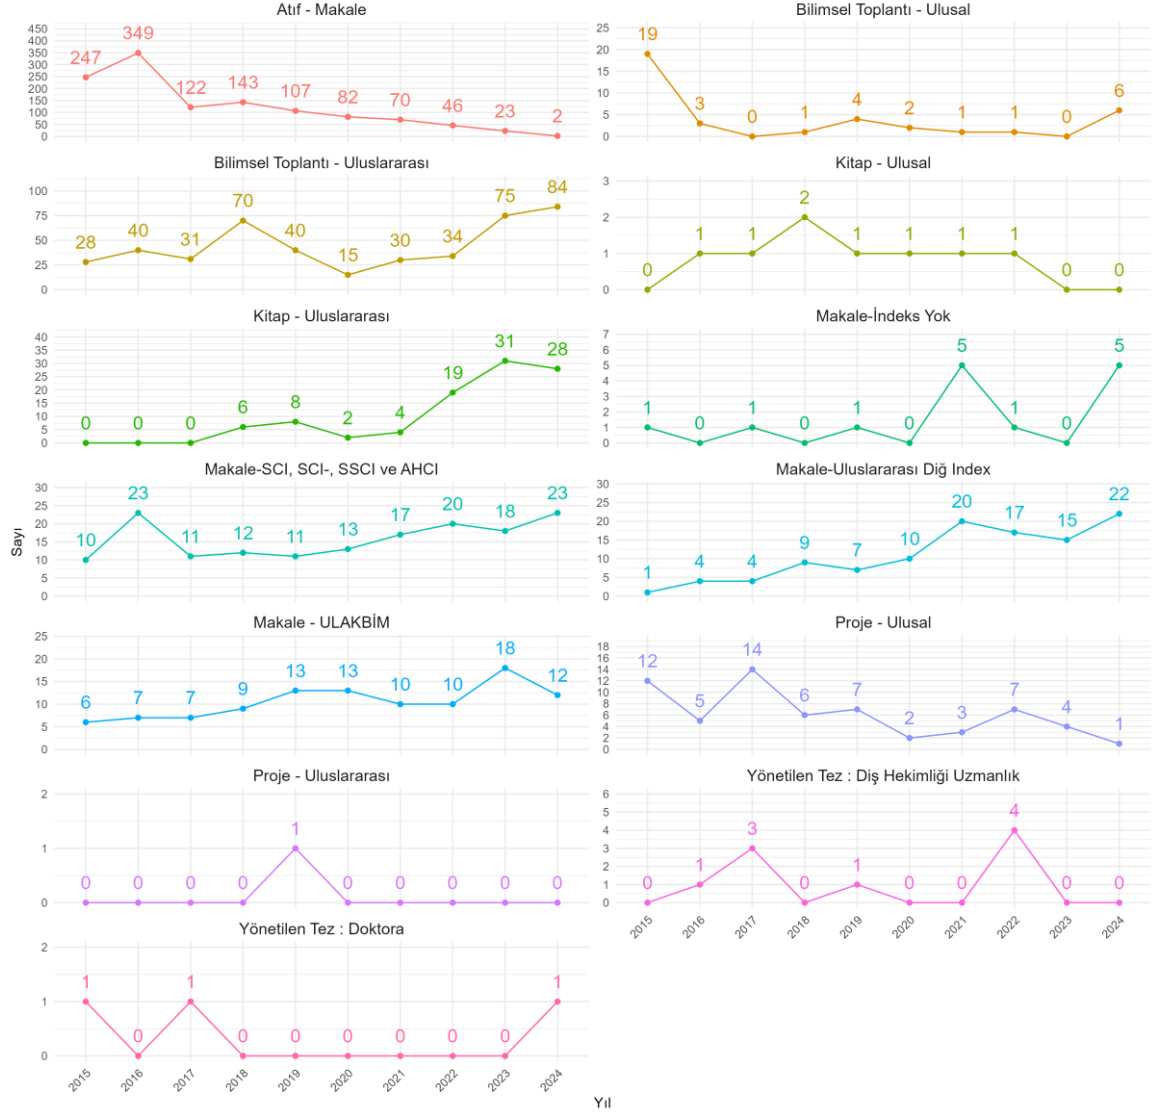 Atıf - Makale
450
400
350
300
250
200
150
100
50
0
247 349 122 143 107 82 70 46 23 2
Bilimsel Toplantı - Ulusal
25
20
15
10
5
0
19 3 0 1 4 2 1 1 0 6
Bilimsel Toplantı - Uluslararası
100
75
50
25
0
28 40 31 70 40 15 30 34 75 84
Kitap - Ulusal
3
2
1
0
0 1 1 2 1 1 1 1 0 0
Kitap - Uluslararası
40
35
30
25
20
15
10
5
0
0 0 0 6 8 2 4 19 31 28
Makale-İndeks Yok
7
6
5
4
3
2
1
0
1 0 1 0 1 0 5 1 0 5
Sayı
Makale-SCI, SCI-, SSCI ve AHCI
30
25
20
15
10
5
0
10 23 11 12 11 13 17 20 18 23
Makale-Uluslararası Diğ Index
30
25
20
15
10
5
0
1 4 4 9 7 10 20 17 15 22
Makale - ULAKBİM
25
20
15
10
5
0
6 7 7 9 13 13 10 10 18 12
Proje - Ulusal
18
16
14
12
10
8
6
4
2
0
12 5 14 6 7 2 3 7 4 1
Proje - Uluslararası
2
1
0
0 0 0 0 1 0 0 0 0 0
Yönetilen Tez : Diş Hekimliği Uzmanlık
6
5
4
3
2
1
0
0 1 3 0 1 0 0 4 0 0
2015 2016 2017 2018 2019 2020 2021 2022 2023 2024
Yönetilen Tez : Doktora
2
1
0
1 0 1 0 0 0 0 0 0 1
2015 2016 2017 2018 2019 2020 2021 2022 2023 2024
Yıl